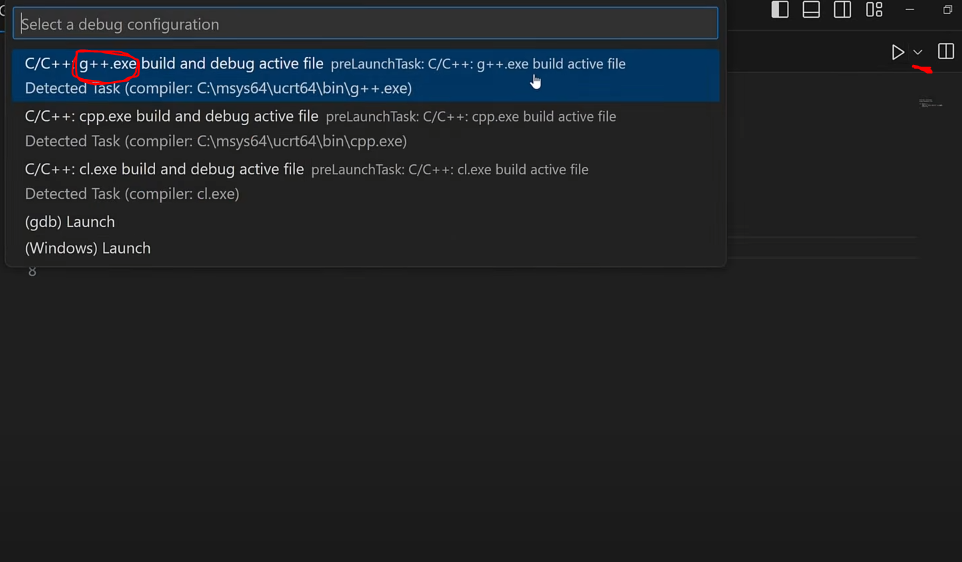 Select a debug configuration
C/C++: g++.exe build and debug active file preLaunchTask: C/C++: g++.exe build active file
Detected Task (compiler: C:\msys64\ucrt64\bin\g++.exe)
C/C++: cpp.exe build and debug active file preLaunchTask: C/C++: cpp.exe build active file
Detected Task (compiler: C:\msys64\ucrt64\bin\cpp.exe)
C/C++: cl.exe build and debug active file preLaunchTask: C/C++: cl.exe build active file
Detected Task (compiler: cl.exe)
(gdb) Launch
(Windows) Launch
8